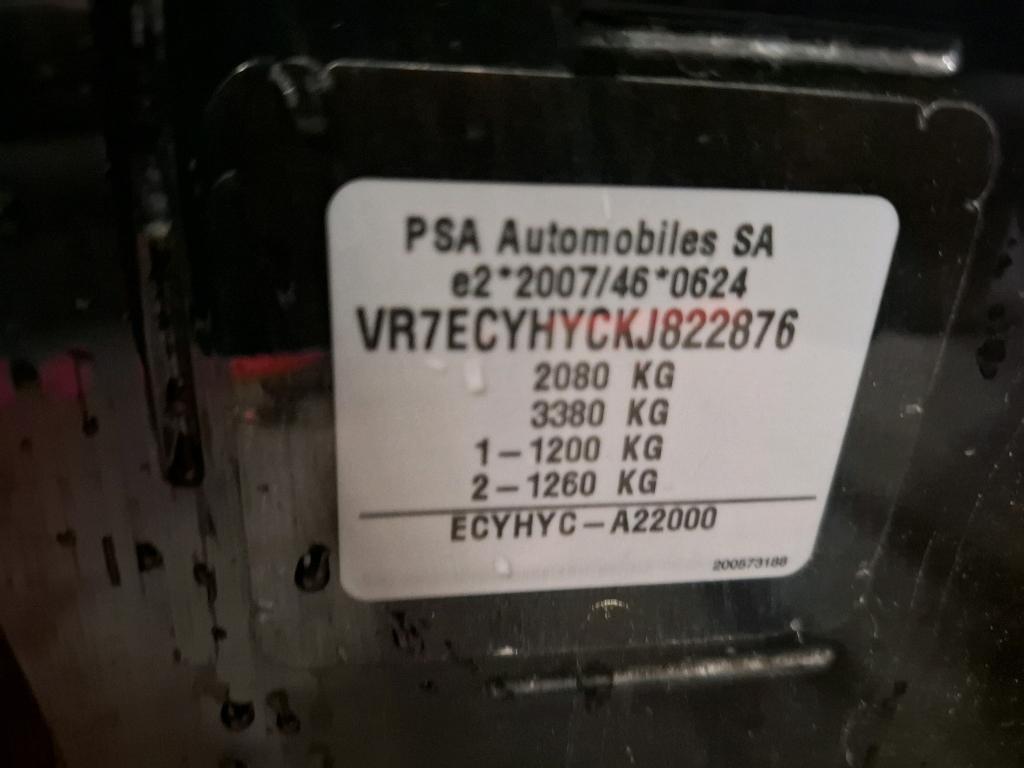 PSA Automobiles SA
e2*2007/46*0624
VR7ECYHYCKJ822876
2080 KG
3380 KG
1-1200 KG
2-1260 KG
ECYHYC-A22000
200573188